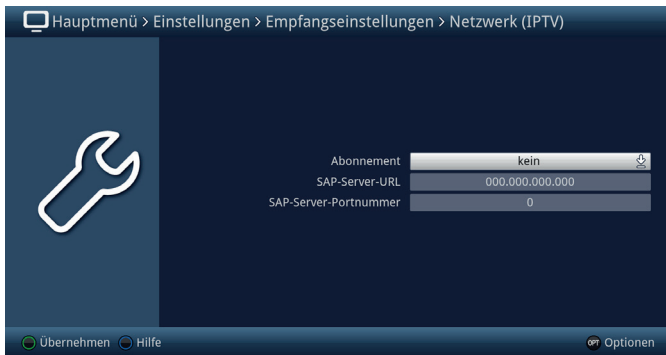 Hauptmenü > Einstellungen > Empfangseinstellungen > Netzwerk (IPTV)
Abonnement kein
SAP-Server-URL 000.000.000.000
SAP-Server-Portnummer 0
Übernehmen Hilfe OPT Optionen